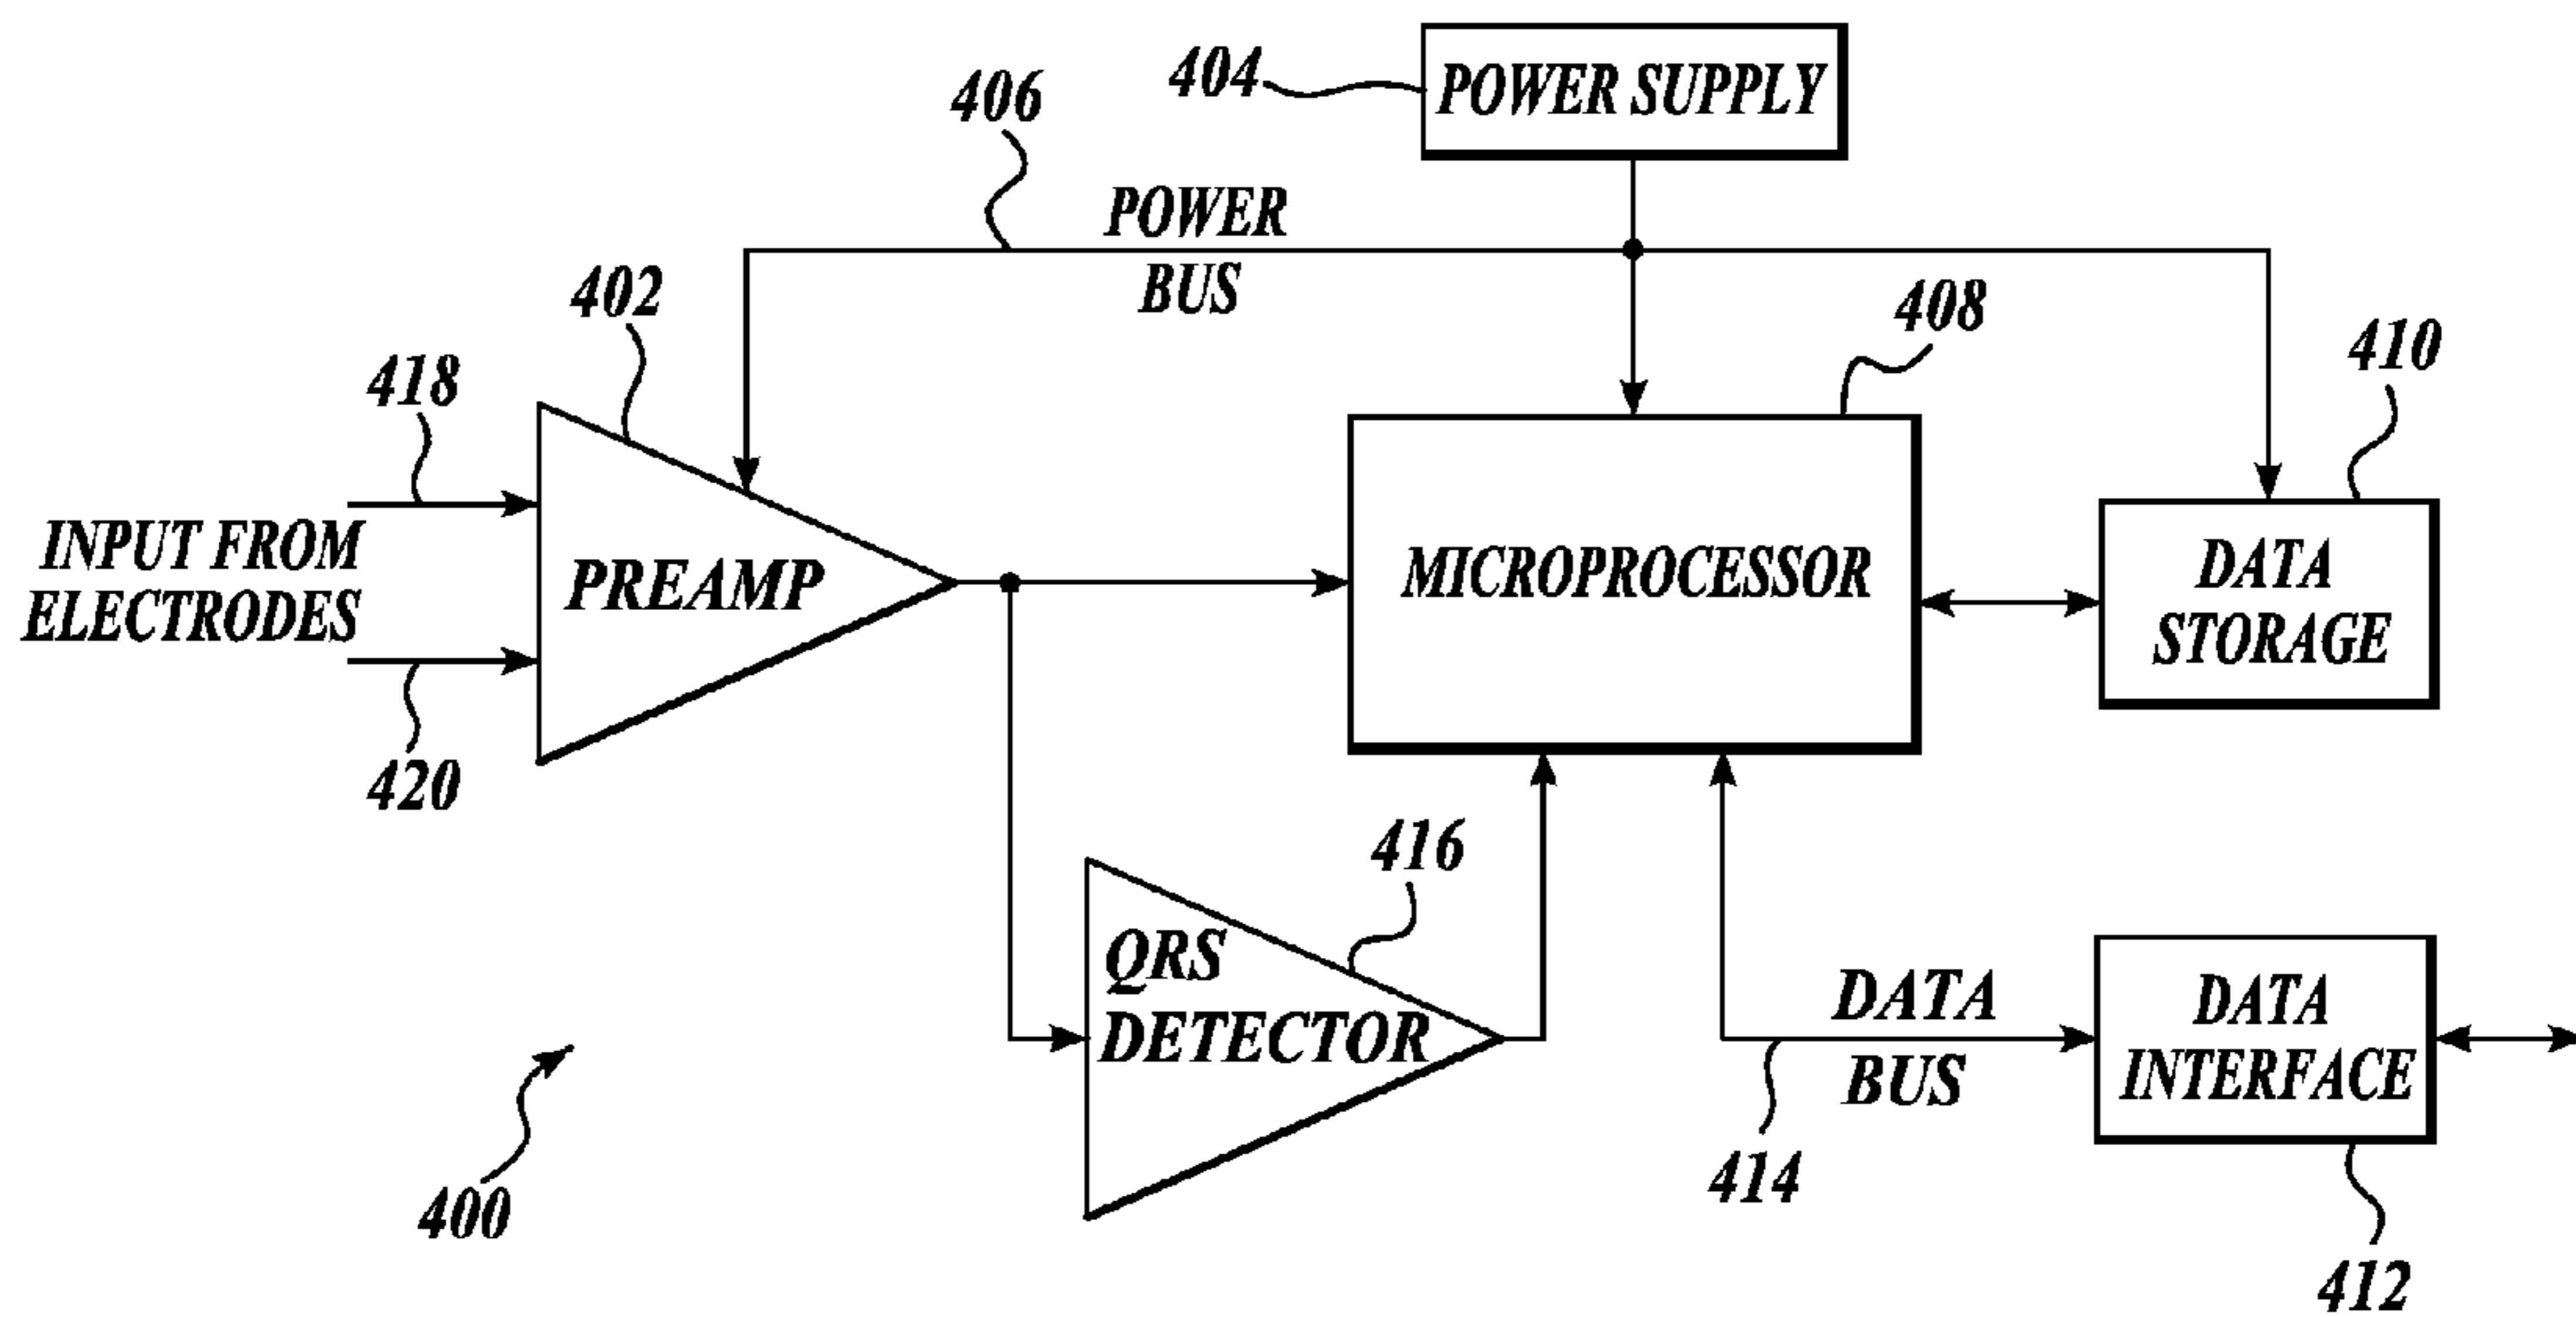 404
POWER SUPPLY
406
POWER
BUS
402
408
418
410
INPUT FROM
ELECTRODES
PREAMP
MICROPROCESSOR
DATA
STORAGE
420
416
QRS
DETECTOR
DATA
BUS
DATA
INTERFACE
414
400
412